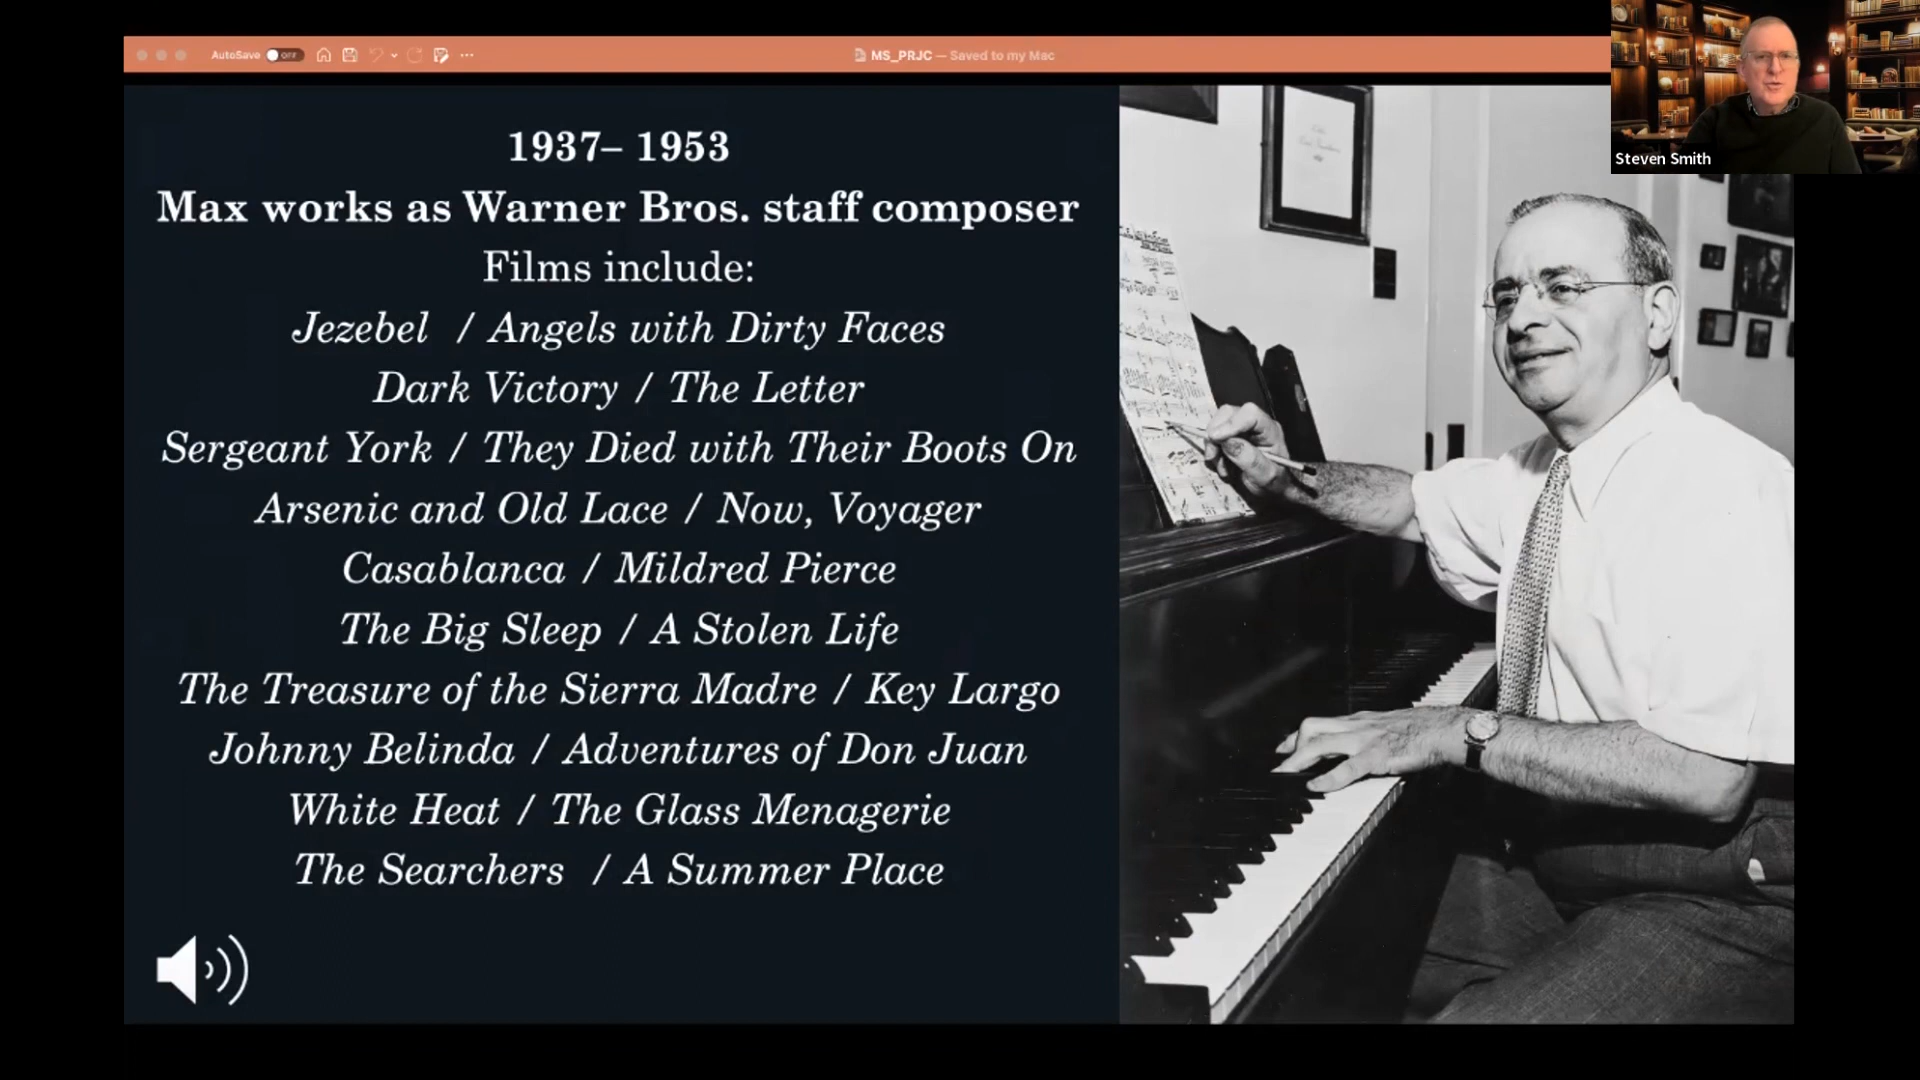 AutoSave OFF
MS_PRJC — Saved to my Mac
Steven Smith
1937– 1953
Max works as Warner Bros. staff composer
Films include:
Jezebel / Angels with Dirty Faces
Dark Victory / The Letter
Sergeant York / They Died with Their Boots On
Arsenic and Old Lace / Now, Voyager
Casablanca / Mildred Pierce
The Big Sleep / A Stolen Life
The Treasure of the Sierra Madre / Key Largo
Johnny Belinda / Adventures of Don Juan
White Heat / The Glass Menagerie
The Searchers / A Summer Place